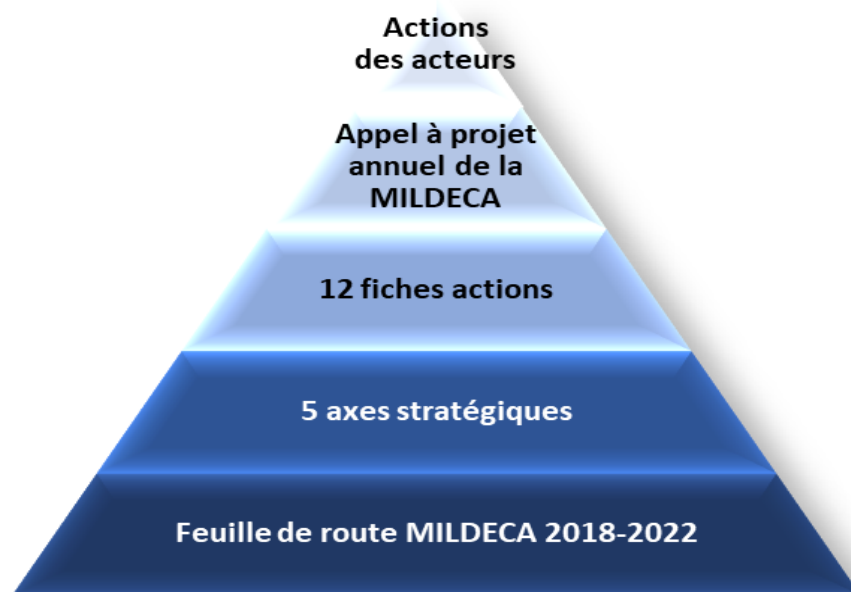 Actions
des acteurs
Appel à projet
annuel de la
MILDECA
12 fiches actions
5 axes stratégiques
Feuille de route MILDECA 2018-2022